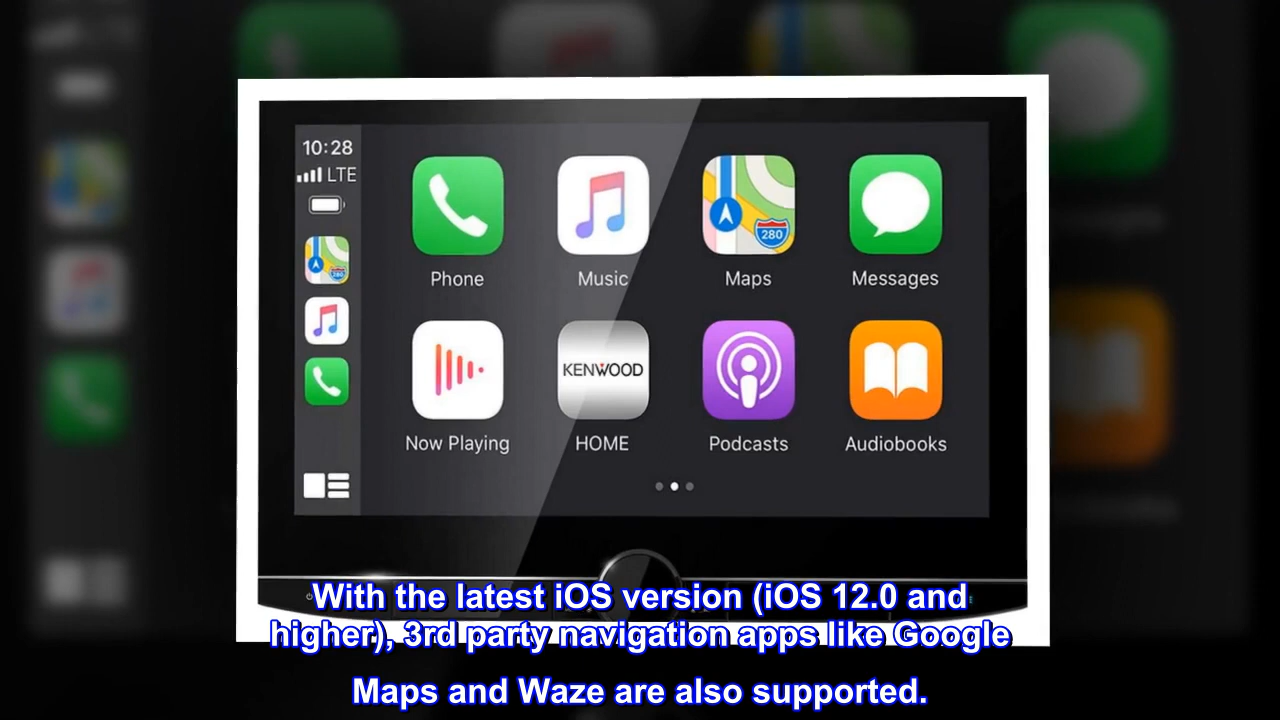 10:28
LTE
280
280
Phone
Music
Maps
Messages
KENWOOD
Now Playing
HOME
Podcasts
Audiobooks
With the latest iOS version (iOS 12.0 and
higher), 3rd party navigation apps like Google
Maps and Waze are also supported.